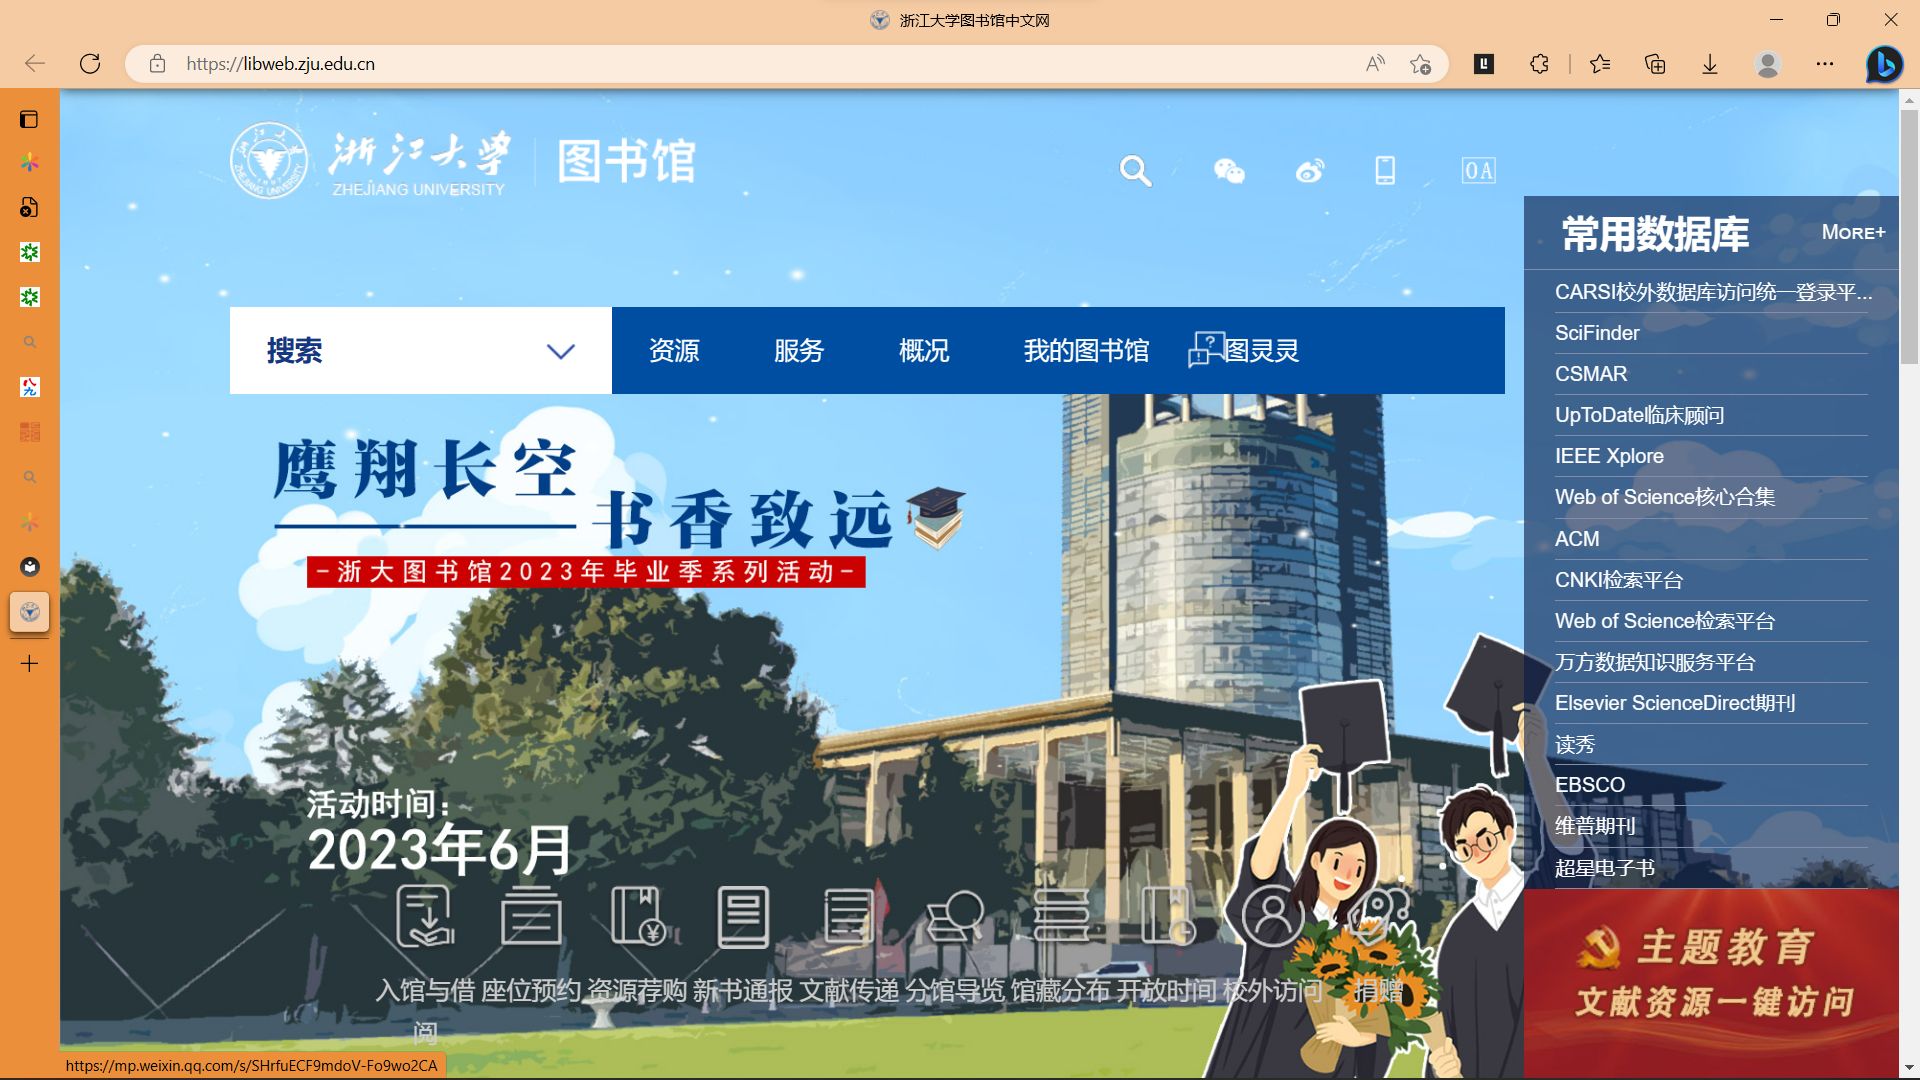 浙江大学图书馆中文网
https://libweb.zju.edu.cn
浙江大学
ZHEJIANG UNIVERSITY
图书馆
常用数据库
MORE+
CARSI校外数据库访问统一登录平...
SciFinder
CSMAR
UpToDate临床顾问
IEEE Xplore
Web of Science核心合集
ACM
CNKI检索平台
Web of Science检索平台
万方数据知识服务平台
Elsevier ScienceDirect期刊
读秀
EBSCO
维普期刊
超星电子书
搜索
资源
服务
概况
我的图书馆
图灵灵
鹰翔长空
书香致远
-浙大图书馆2023年毕业季系列活动-
活动时间：
2023年6月
入馆与借阅
座位预约
资源荐购
新书通报
文献传递
分馆导览
馆藏分布
开放时间
校外访问
捐赠
主题教育
文献资源一键访问
https://mp.weixin.qq.com/s/SHrfuECF9mdoV-Fo9wo2CA